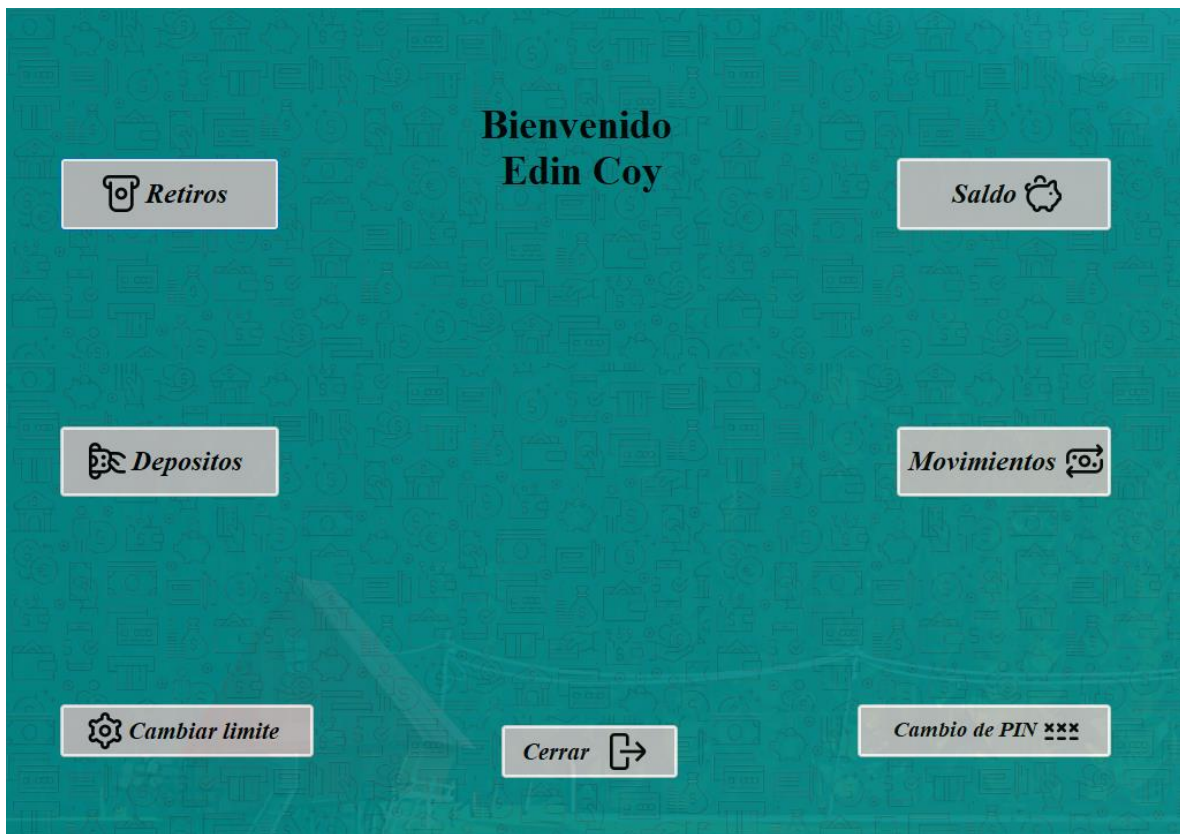 Bienvenido
Edin Coy
Retiros
Saldo
Depositos
Movimientos
Cambiar limite
Cerrar
Cambio de PIN